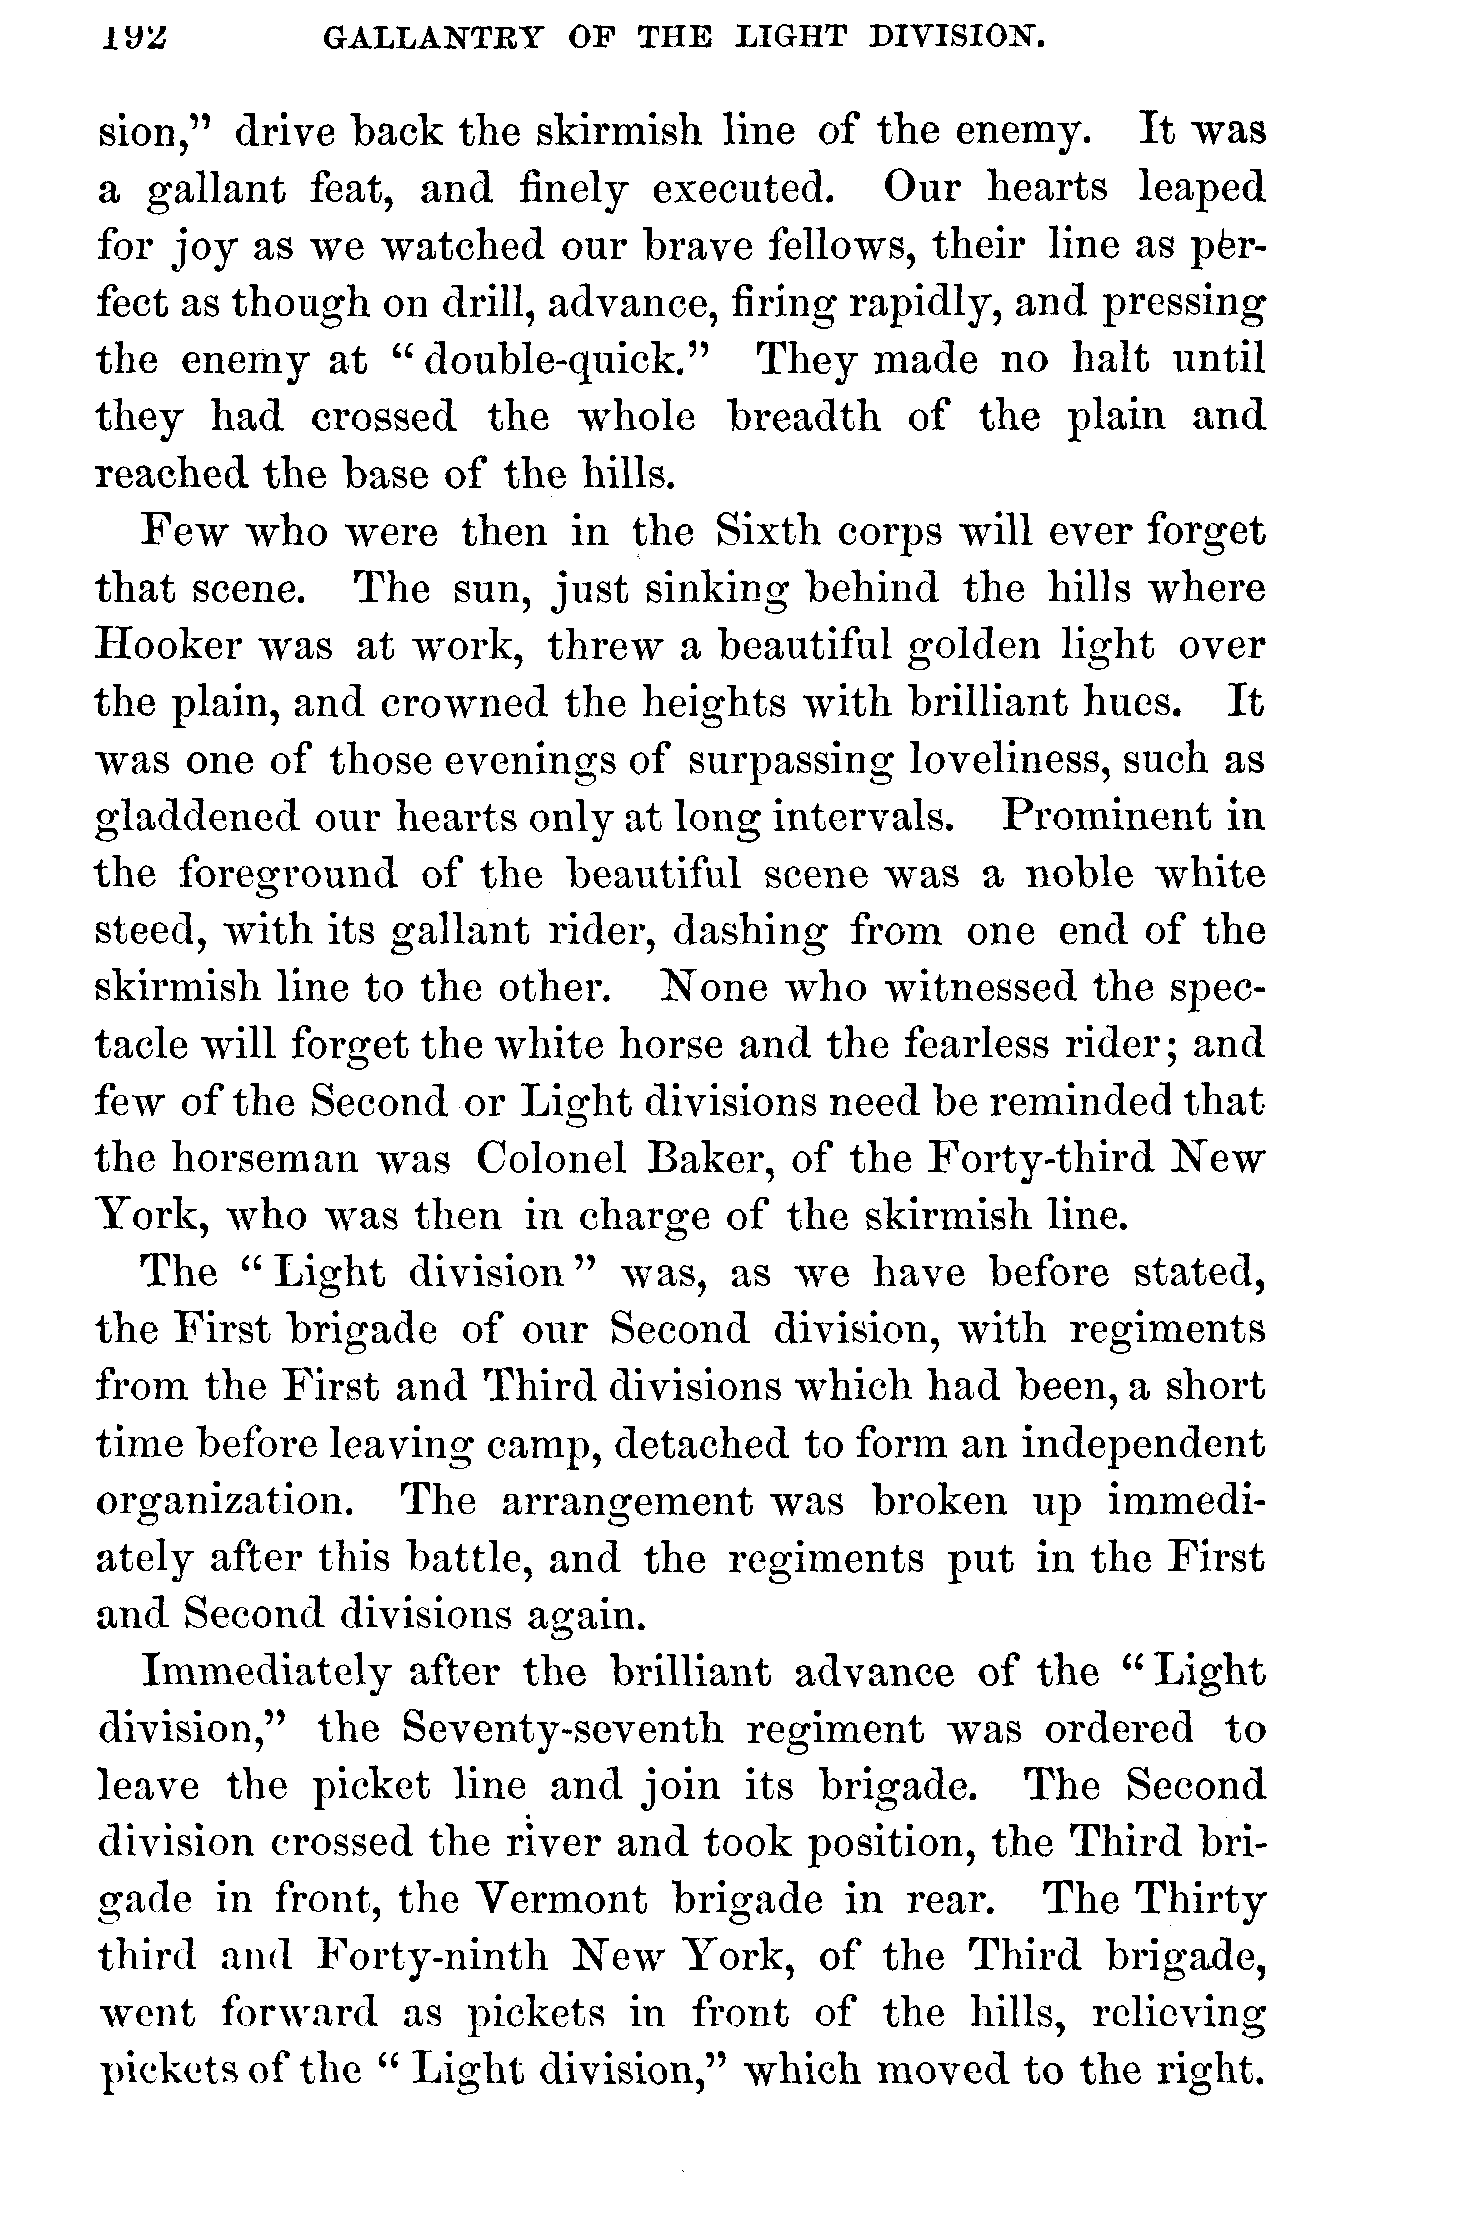 192 GALLANTRY OF THE LIGHT DIVISION.
sion,” drive back the skirmish line of the enemy. It was
a gallant feat, and finely executed. Our hearts leaped
for joy as we watched our brave fellows, their line as per-
fect as though on drill, advance, firing rapidly, and pressing
the enemy at “ double-quick.” They made no halt until
they had crossed the whole breadth of the plain and
reached the base of the hills.
Few who were then in the Sixth corps will ever forget
that scene. The sun, just sinking behind the hills where
Hooker was at work, threw a beautiful golden light over
the plain, and crowned the heights with brilliant hues. It
was one of those evenings of surpassing loveliness, such as
gladdened our hearts only at long intervals. Prominent in
the foreground of the beautiful scene was a noble white
steed, with its gallant rider, dashing from one end of the
skirmish line to the other. None who witnessed the spec-
tacle will forget the white horse and the fearless rider; and
few of the Second or Light divisions need be reminded that
the horseman was Colonel Baker, of the Forty-third New
York, who was then in charge of the skirmish line.
The “ Light division ” was, as we have before stated,
the First brigade of our Second division, with regiments
from the First and Third divisions which had been, a short
time before leaving camp, detached to form an independent
organization. The arrangement was broken up immedi-
ately after this battle, and the regiments put in the First
and Second divisions again.
Immediately after the brilliant advance of the “ Light
division,” the Seventy-seventh regiment was ordered to
leave the picket line and join its brigade. The Second
division crossed the river and took position, the Third bri-
gade in front, the Vermont brigade in rear. The Thirty
third and Forty-ninth New York, of the Third brigade,
went forward as pickets in front of the hills, relieving
pickets of the “ Light division,” which moved to the right.